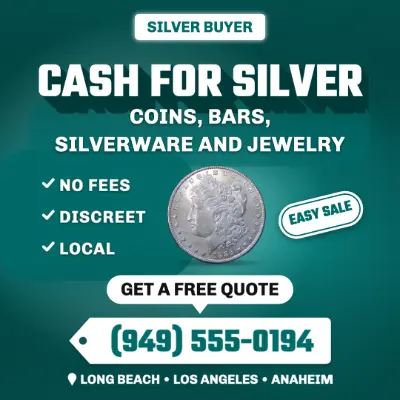 SILVER BUYER
CASH FOR SILVER
COINS, BARS,
SILVERWARE AND JEWELRY
✓ NO FEES
✓ DISCREET
✓ LOCAL
EASY SALE
GET A FREE QUOTE
(949) 555-0194
LONG BEACH • LOS ANGELES • ANAHEIM